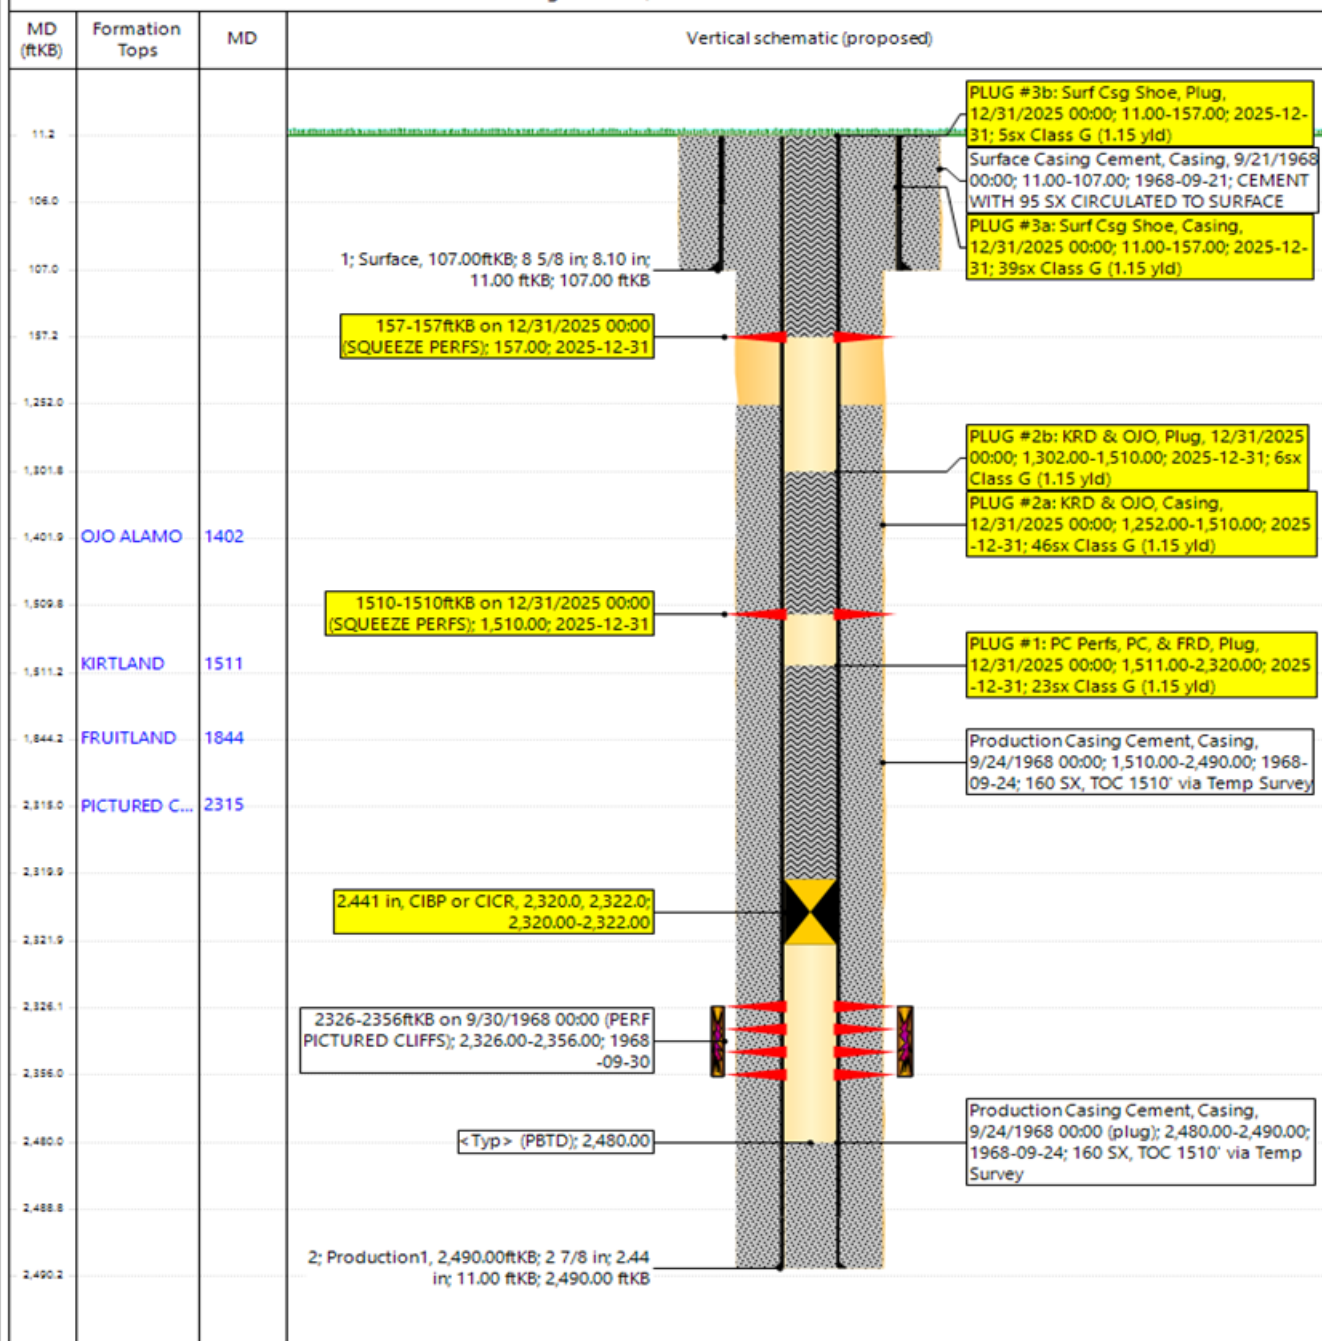 MD
(ftKB)
Formation
Tops
MD
Vertical schematic (proposed)
11.2
106.0
107.0
157.2
1,252.0
1,301.8
1,401.9
1,509.8
1,511.2
1,844.2
2,315.0
2,319.9
2,321.9
2,326.1
2,356.0
2,480.0
2,488.8
2,490.2
OJO ALAMO 1402
KIRTLAND 1511
FRUITLAND 1844
PICTURED C... 2315
1; Surface, 107.00ftKB; 8 5/8 in; 8.10 in;
11.00 ftKB; 107.00 ftKB
157-157ftKB on 12/31/2025 00:00
(SQUEEZE PERFS); 157.00; 2025-12-31
1510-1510ftKB on 12/31/2025 00:00
(SQUEEZE PERFS); 1,510.00; 2025-12-31
2.441 in, CIBP or CICR, 2,320.0, 2,322.0;
2,320.00-2,322.00
2326-2356ftKB on 9/30/1968 00:00 (PERF
PICTURED CLIFFS); 2,326.00-2,356.00; 1968
-09-30
<Typ> (PBTD); 2,480.00
2; Production1, 2,490.00ftKB; 2 7/8 in; 2.44
in; 11.00 ftKB; 2,490.00 ftKB
PLUG #3b: Surf Csg Shoe, Plug,
12/31/2025 00:00; 11.00-157.00; 2025-12-
31; 5sx Class G (1.15 yld)
Surface Casing Cement, Casing, 9/21/1968
00:00; 11.00-107.00; 1968-09-21; CEMENT
WITH 95 SX CIRCULATED TO SURFACE
PLUG #3a: Surf Csg Shoe, Casing,
12/31/2025 00:00; 11.00-157.00; 2025-12-
31; 39sx Class G (1.15 yld)
PLUG #2b: KRD & OJO, Plug, 12/31/2025
00:00; 1,302.00-1,510.00; 2025-12-31; 6sx
Class G (1.15 yld)
PLUG #2a: KRD & OJO, Casing,
12/31/2025 00:00; 1,252.00-1,510.00; 2025
-12-31; 46sx Class G (1.15 yld)
PLUG #1: PC Perfs, PC, & FRD, Plug,
12/31/2025 00:00; 1,511.00-2,320.00; 2025
-12-31; 23sx Class G (1.15 yld)
Production Casing Cement, Casing,
9/24/1968 00:00; 1,510.00-2,490.00; 1968-
09-24; 160 SX, TOC 1510' via Temp Survey
Production Casing Cement, Casing,
9/24/1968 00:00 (plug); 2,480.00-2,490.00;
1968-09-24; 160 SX, TOC 1510' via Temp
Survey